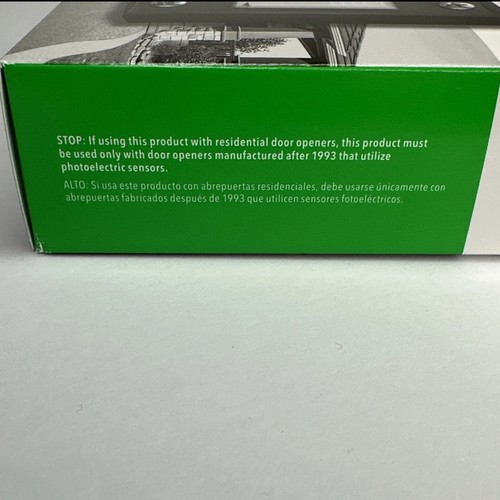 STOP: If using this product with residential door openers, this product must
be used only with door openers manufactured after 1993 that utilize
photoelectric sensors.
ALTO: Si usa este producto con abrepuertas residenciales, debe usarse únicamente con
abrepuertas fabricados después de 1993 que utilicen sensores fotoeléctricos.